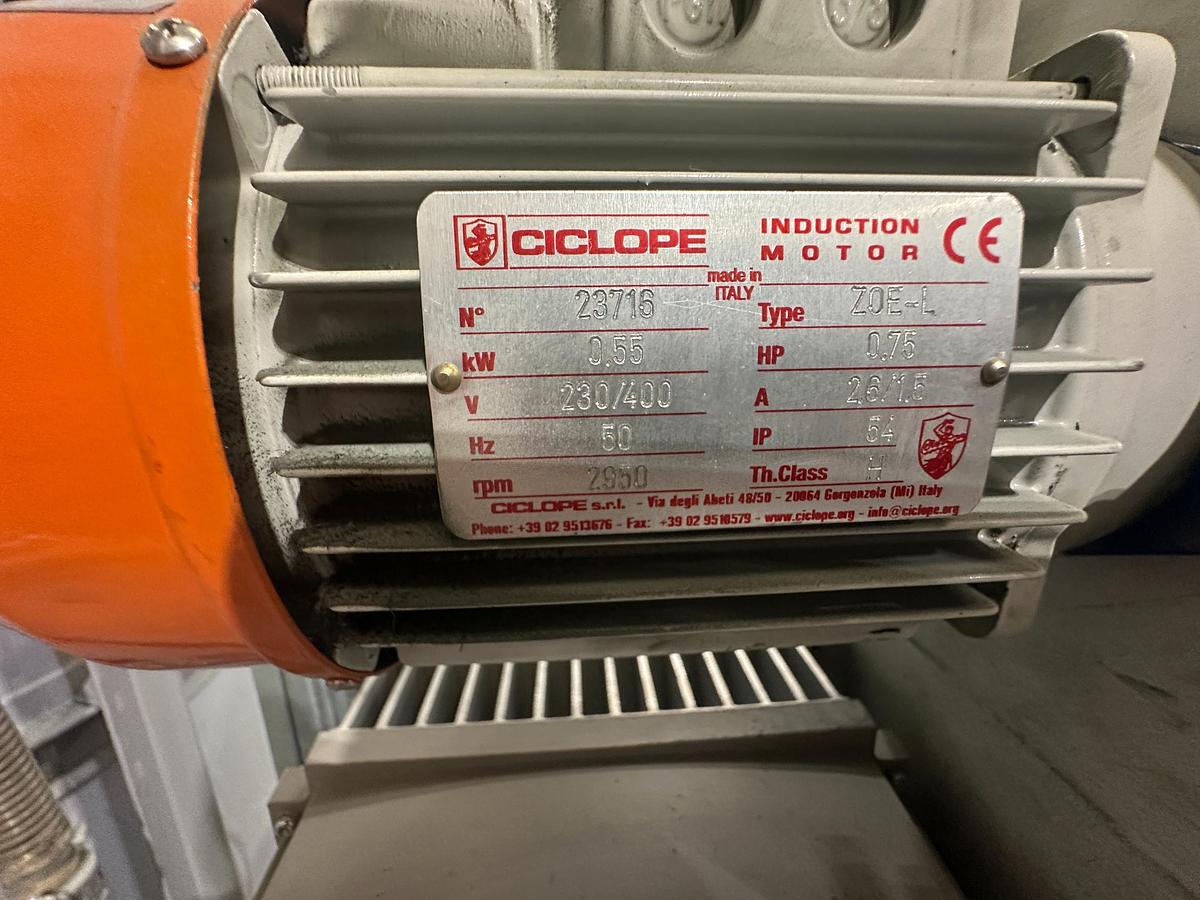 CICLOPE
INDUCTION
MOTOR
CE
made in
ITALY
N° 23716
Type ZOE-L
kW 0.55
HP 0.75
V 230/400
A 2.6/1.5
Hz 50
IP 54
rpm 2950
Th.Class H
CICLOPE s.r.l. - Via degli Abeti 48/50 - 20064 Gorgonzola (Mi) Italy
Phone: +39 02 9513676 - Fax: +39 02 9510579 - www.ciclope.org - info@ciclope.org